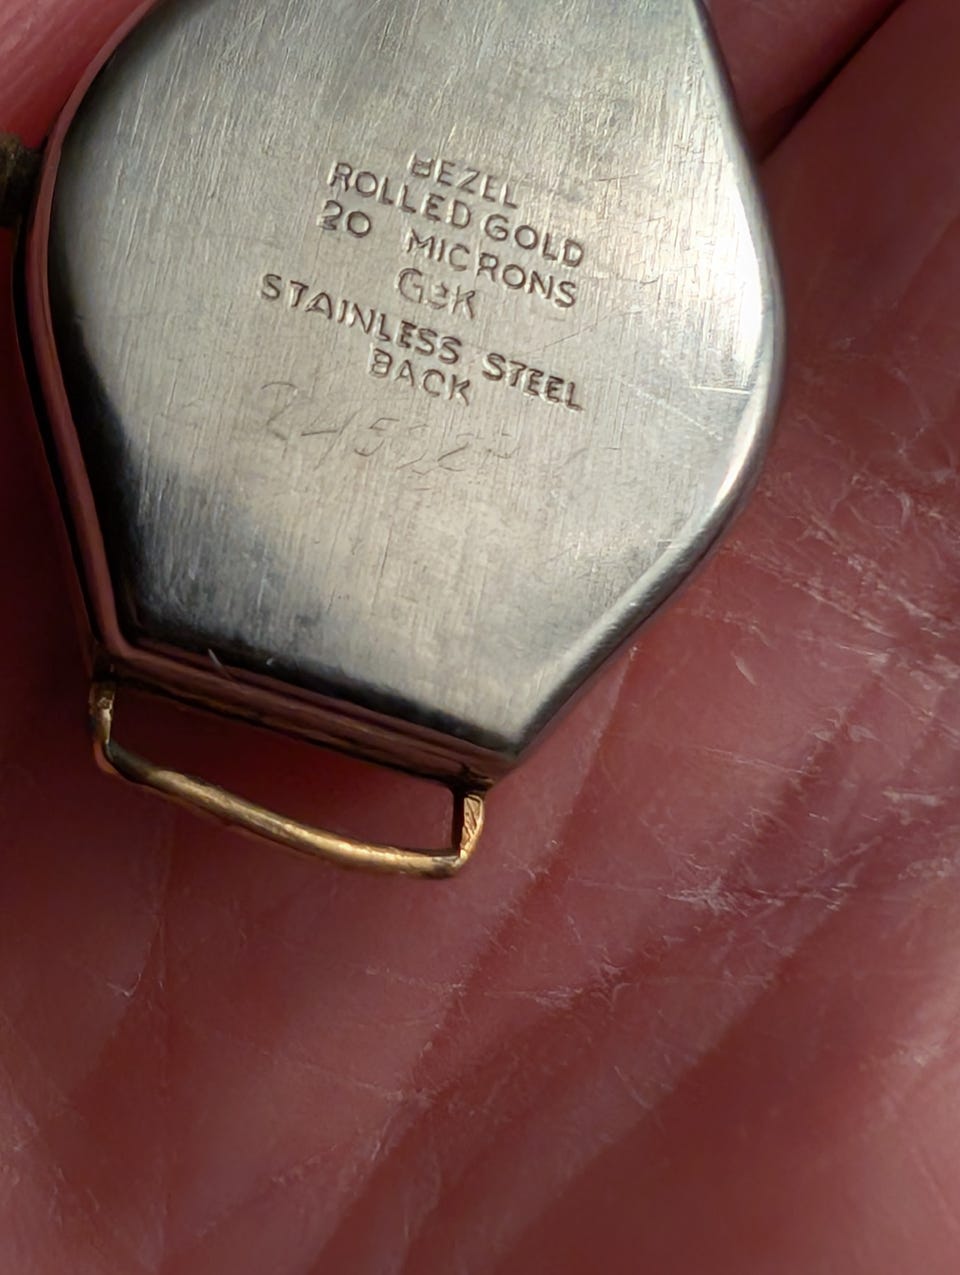 BEZEL
ROLLED GOLD
20 MICRONS
G3K
STAINLESS STEEL
BACK